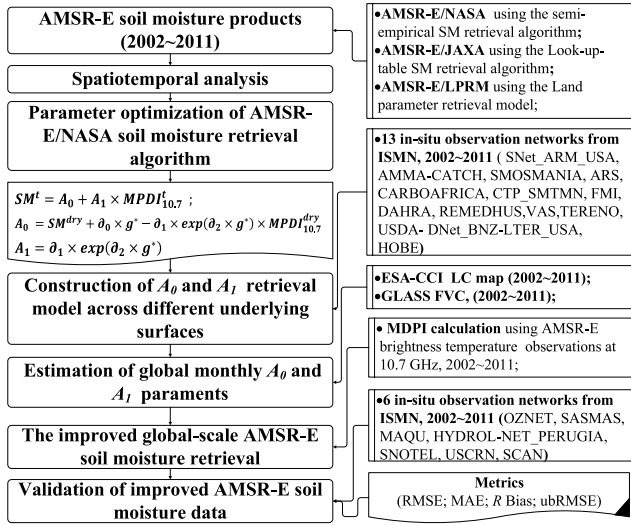 AMSR-E soil moisture products
(2002~2011)
Spatiotemporal analysis
Parameter optimization of AMSR-
E/NASA soil moisture retrieval
algorithm
SM^t = A_0 + A_1 × MPDI^t_{10.7} ;
A_0 = SM^{dry} + ∂_0 × g^* − ∂_1 × exp(∂_2 × g^*) × MPDI^{dry}_{10.7}
A_1 = ∂_1 × exp(∂_2 × g^*)
Construction of A_0 and A_1 retrieval
model across different underlying
surfaces
Estimation of global monthly A_0 and
A_1 paraments
The improved global-scale AMSR-E
soil moisture retrieval
Validation of improved AMSR-E soil
moisture data
•AMSR-E/NASA using the semi-
empirical SM retrieval algorithm;
•AMSR-E/JAXA using the Look-up-
table SM retrieval algorithm;
•AMSR-E/LPRM using the Land
parameter retrieval model;
•13 in-situ observation networks from
ISMN, 2002~2011 ( SNet_ARM_USA,
AMMA-CATCH, SMOSMANIA, ARS,
CARBOAFRICA, CTP_SMTMN, FMI,
DAHRA, REMEDHUS,VAS,TERENO,
USDA- DNet_BNZ-LTER_USA,
HOBE)
•ESA-CCI LC map (2002~2011);
•GLASS FVC, (2002~2011);
• MDPI calculation using AMSR-E
brightness temperature observations at
10.7 GHz, 2002~2011;
•6 in-situ observation networks from
ISMN, 2002~2011 (OZNET, SASMAS,
MAQU, HYDROL-NET_PERUGIA,
SNOTEL, USCRN, SCAN)
Metrics
(RMSE; MAE; R Bias; ubRMSE)